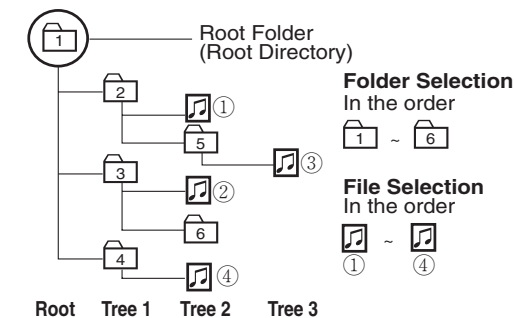 1 Root Folder
(Root Directory)
2
①
5
③
3
②
6
4
④
Root Tree 1 Tree 2 Tree 3
Folder Selection
In the order
1 ~ 6
File Selection
In the order
~
① ④